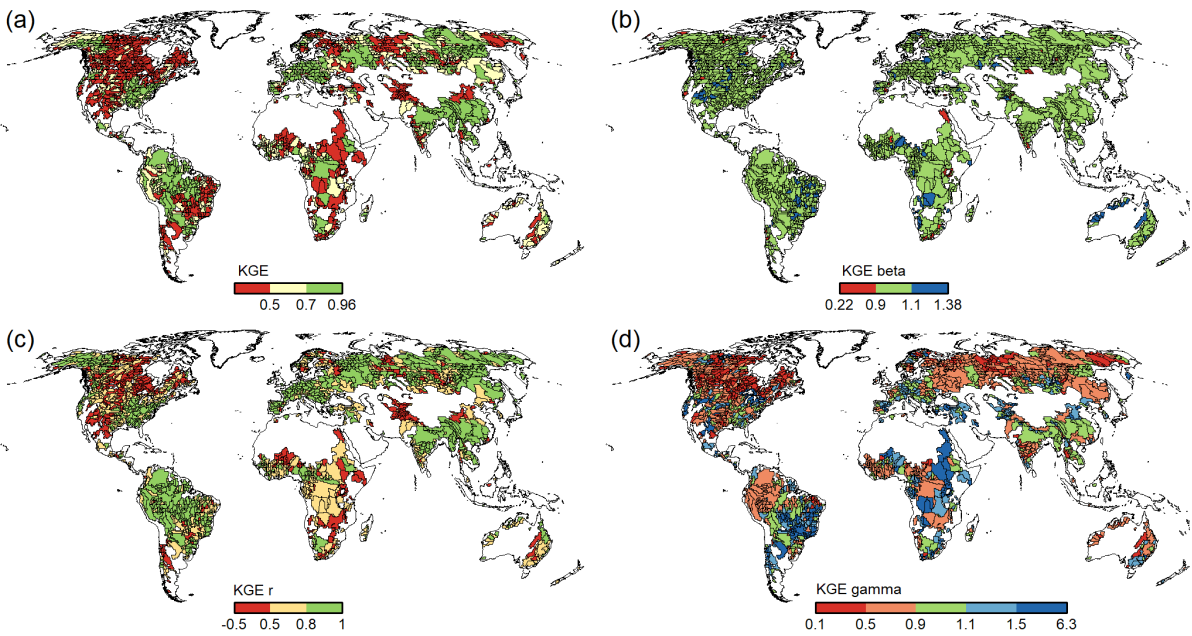 (a)
(b)
KGE
0.5 0.7 0.96
KGE beta
0.22 0.9 1.1 1.38
(c)
(d)
KGE r
-0.5 0.5 0.8 1
KGE gamma
0.1 0.5 0.9 1.1 1.5 6.3